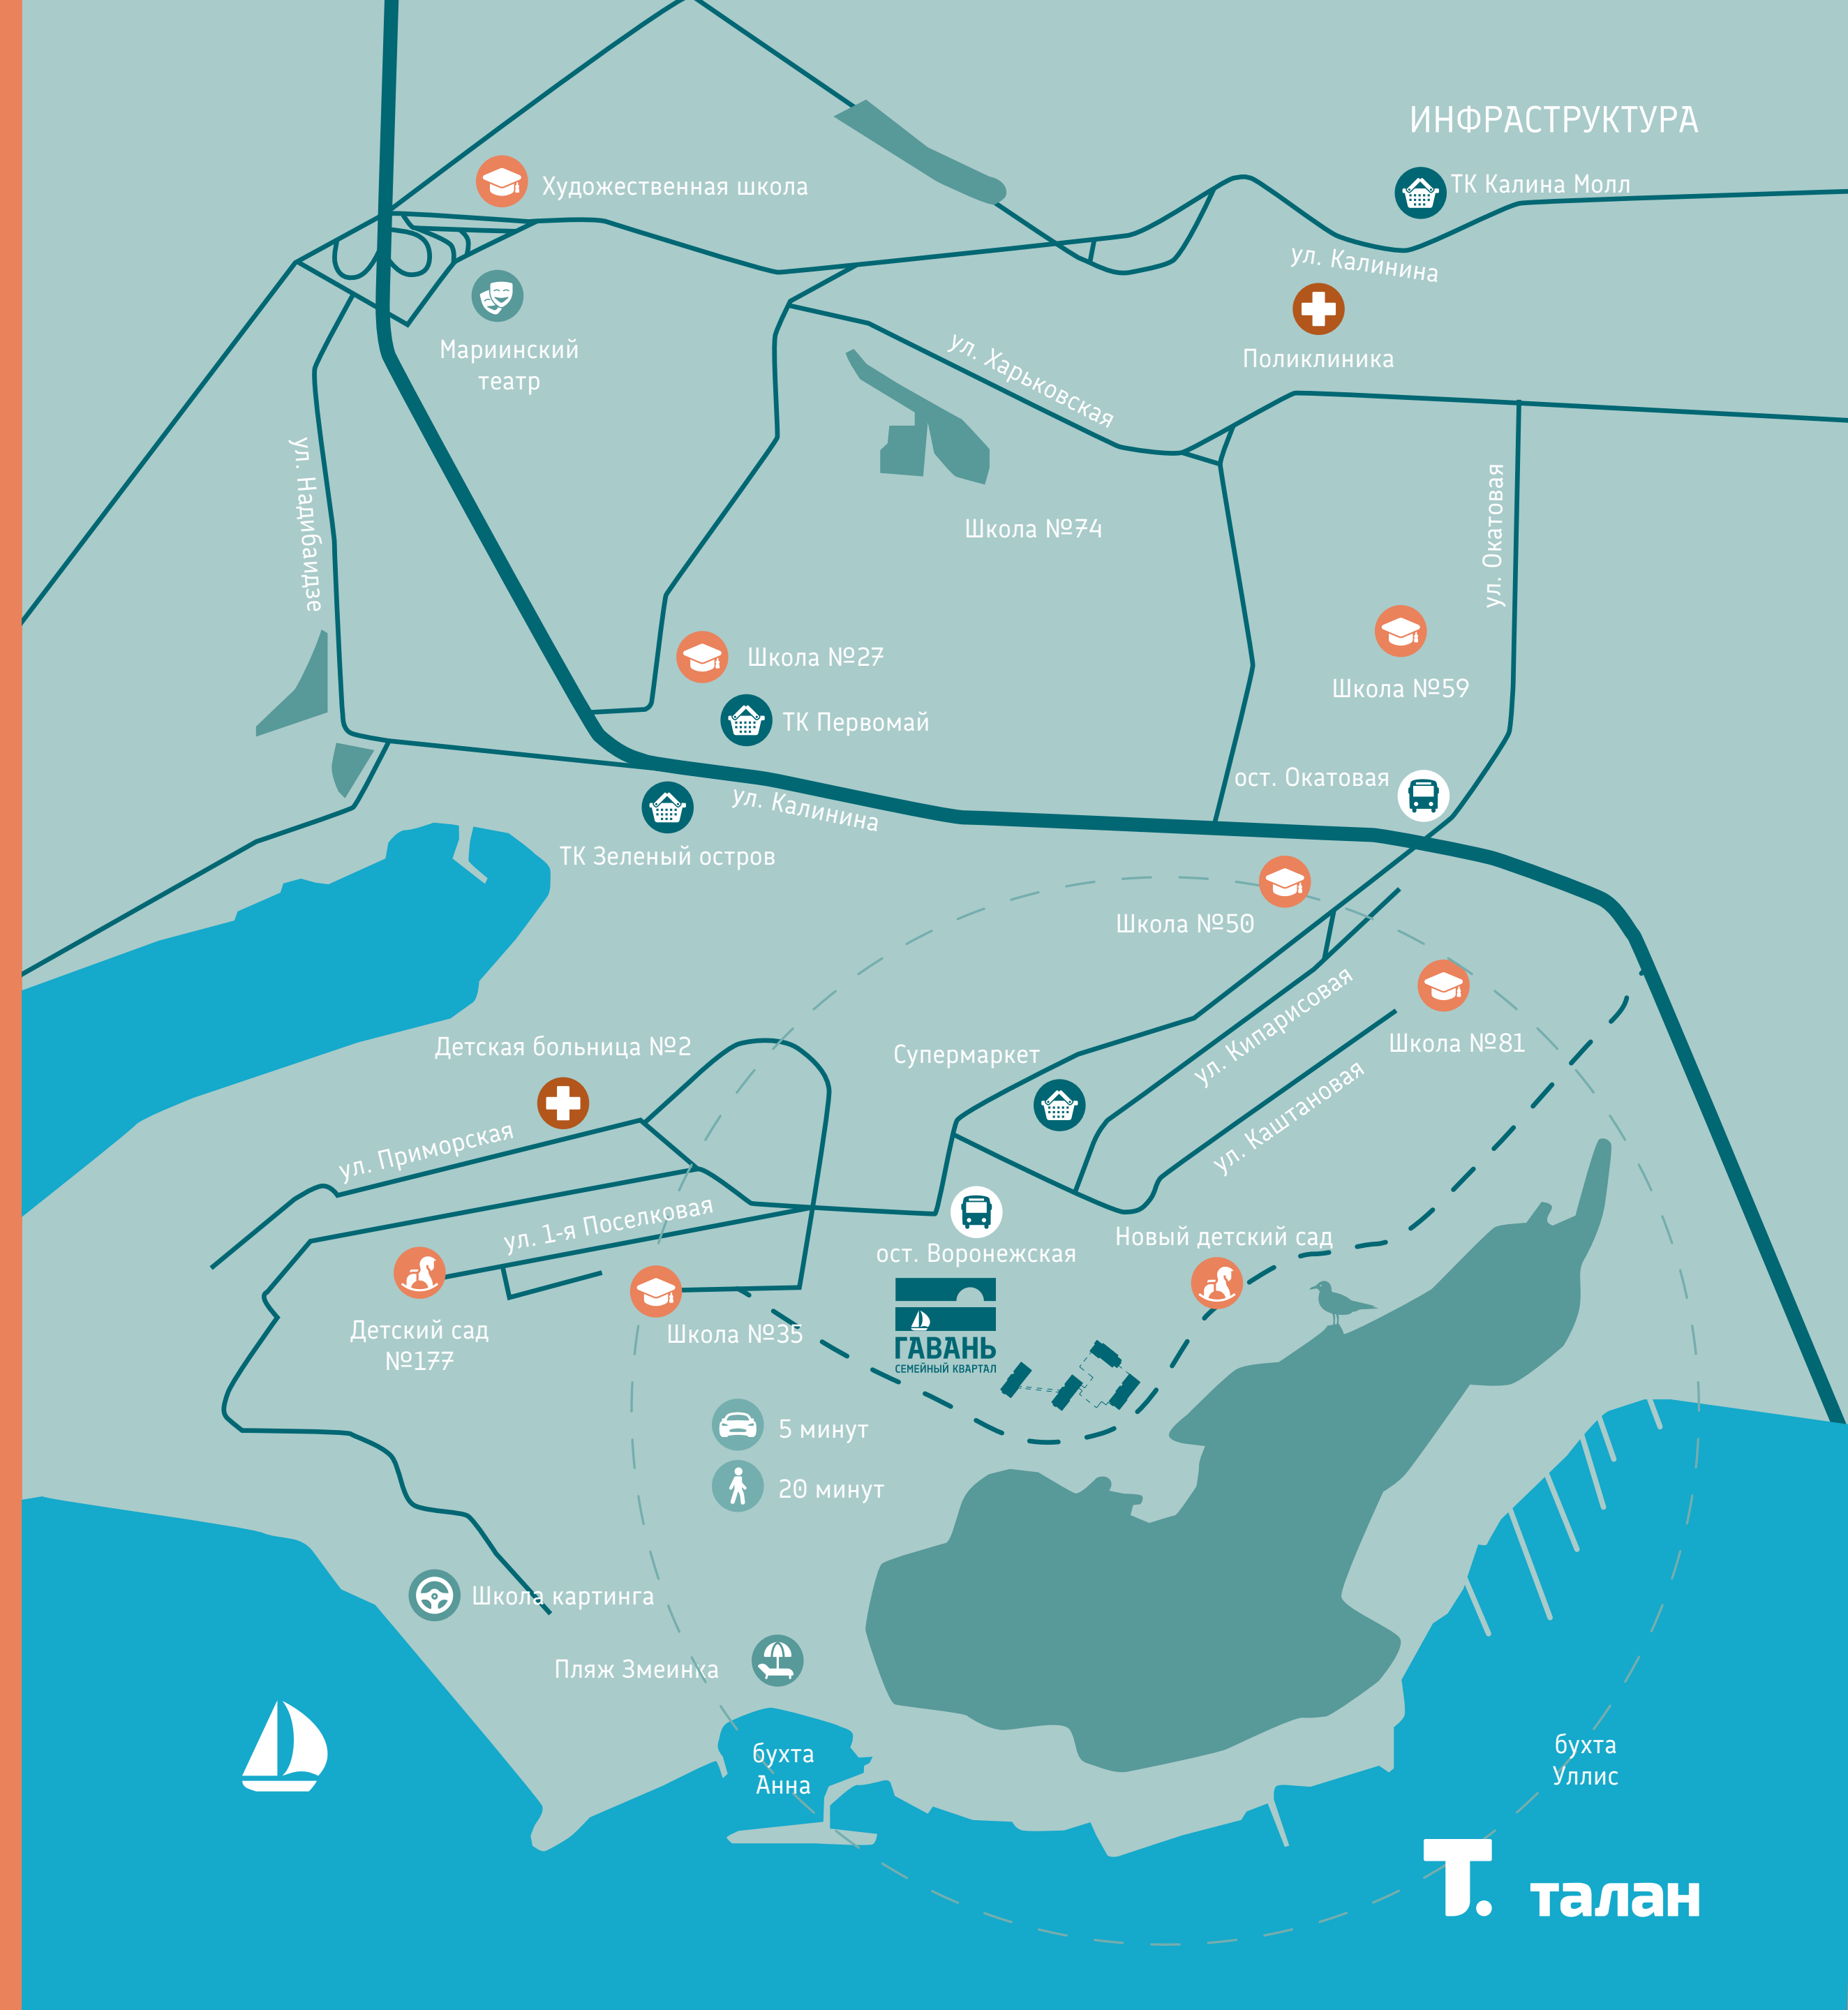 ИНФРАСТРУКТУРА
Художественная школа
ТК Калина Молл
ул. Калинина
Мариинский
театр
Поликлиника
ул. Харьковская
ул. Надибаидзе
Школа №74
ул. Окатовая
Школа №27
Школа №59
ТК Первомай
ост. Окатовая
ул. Калинина
ТК Зеленый остров
Школа №50
ул. Кипарисовая
Школа №81
Детская больница №2
Супермаркет
ул. Каштановая
ул. Приморская
ул. 1-я Поселковая
ост. Воронежская
Новый детский сад
Детский сад
№177
Школа №35
ГАВАНЬ
СЕМЕЙНЫЙ КВАРТАЛ
5 минут
20 минут
Школа картинга
Пляж Змеинка
бухта
Анна
бухта
Уллис
Т. талан